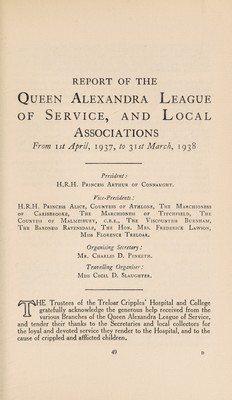 REPORT OF THE
QUEEN ALEXANDRA LEAGUE
OF SERVICE, AND LOCAL
ASSOCIATIONS
From 1st April, 1937, to 31st March, 1938
President:
H.R.H. PRINCESS ARTHUR OF CONNAUGHT.
Vice-Presidents:
H.R.H. PRINCESS ALICE, COUNTESS OF ATHLONE, THE MARCHIONESS
OF CARISBROOKE, THE MARCHIONESS OF TITCHFIELD, THE
COUNTESS OF MALMESBURY, C.B.E., THE VISCOUNTESS BURNHAM,
THE BARONESS RAVENSDALE, THE HON. MRS. FREDERICK LAWSON,
MISS FLORENCE TRELOAR.
Organising Secretary:
MR. CHARLES D. PENRUTH.
Travelling Organiser:
MISS CECIL D. SLAUGHTER.
THE Trustees of the Treloar Cripples' Hospital and College
gratefully acknowledge the generous help received from the
various Branches of the Queen Alexandra League of Service,
and tender their thanks to the Secretaries and local collectors for
the loyal and devoted service they render to the Hospital, and to the
cause of crippled and afflicted children.
49